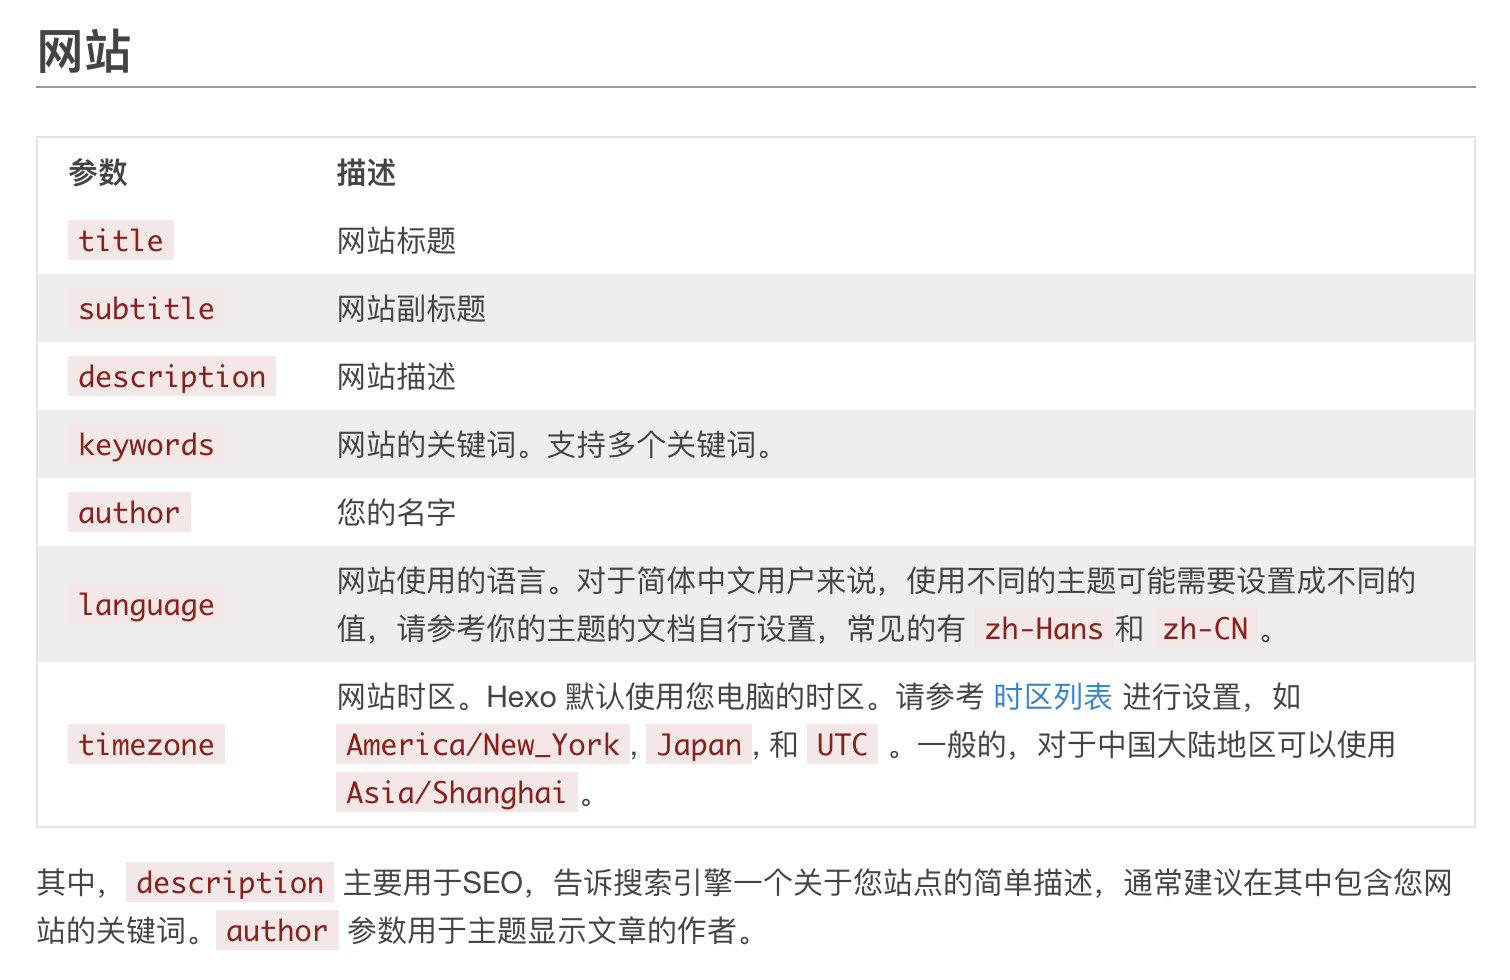 网站
参数 描述
title 网站标题
subtitle 网站副标题
description 网站描述
keywords 网站的关键词。支持多个关键词。
author 您的名字
language 网站使用的语言。对于简体中文用户来说，使用不同的主题可能需要设置成不同的
值，请参考你的主题的文档自行设置，常见的有 zh-Hans和 zh-CN 。
timezone 网站时区。Hexo 默认使用您电脑的时区。请参考 时区列表 进行设置，如
America/New_York, Japan, 和 UTC 。一般的，对于中国大陆地区可以使用
Asia/Shanghai。
其中，description 主要用于SEO，告诉搜索引擎一个关于您站点的简单描述，通常建议在其中包含您网
站的关键词。author 参数用于主题显示文章的作者。